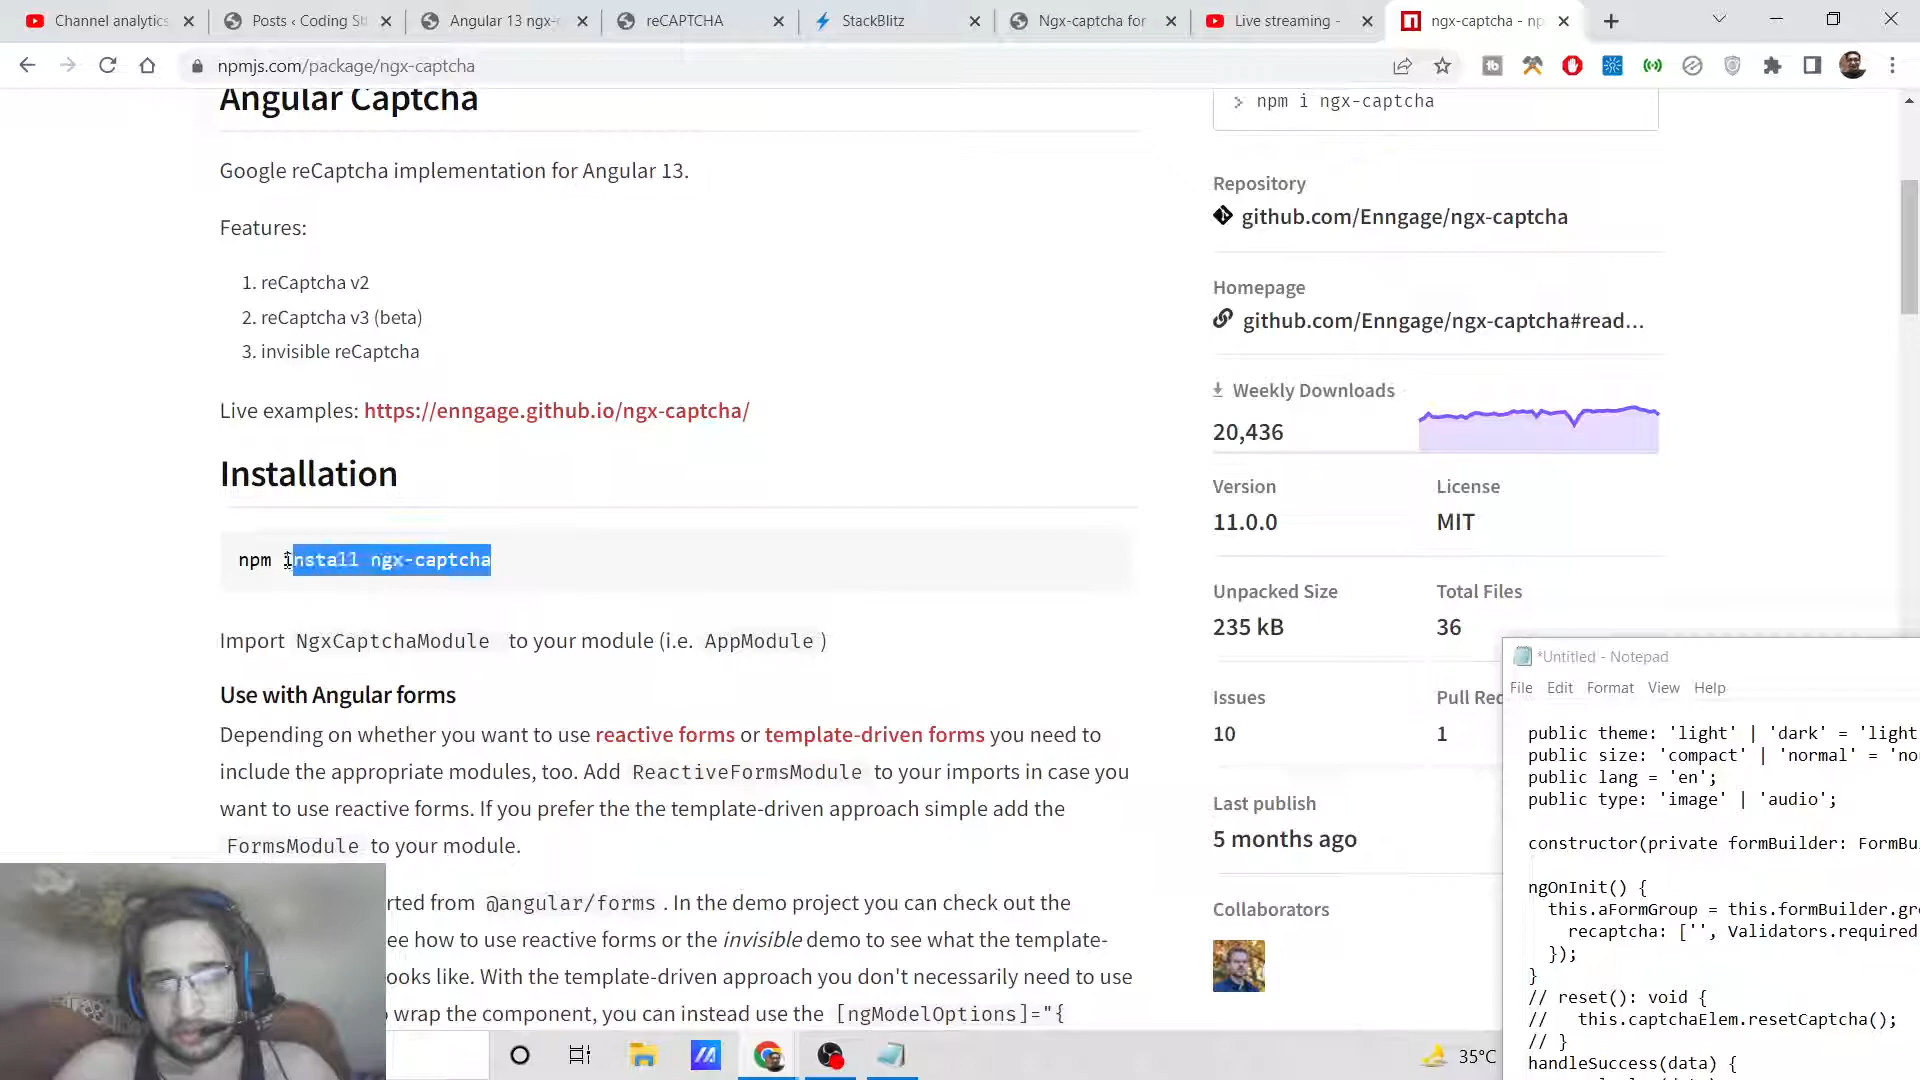 Channel analytics
Posts ‹ Coding Sh
Angular 13 ngx-
reCAPTCHA
StackBlitz
Ngx-captcha for
Live streaming -
ngx-captcha - np
npmjs.com/package/ngx-captcha
Angular Captcha
Google reCaptcha implementation for Angular 13.
Features:
1. reCaptcha v2
2. reCaptcha v3 (beta)
3. invisible reCaptcha
Live examples: https://enngage.github.io/ngx-captcha/
Installation
npm install ngx-captcha
Import NgxCaptchaModule to your module (i.e. AppModule )
Use with Angular forms
Depending on whether you want to use reactive forms or template-driven forms you need to
include the appropriate modules, too. Add ReactiveFormsModule to your imports in case you
want to use reactive forms. If you prefer the the template-driven approach simple add the
FormsModule to your module.
rted from @angular/forms . In the demo project you can check out the
ee how to use reactive forms or the invisible demo to see what the template-
ooks like. With the template-driven approach you don't necessarily need to use
wrap the component, you can instead use the [ngModelOptions]="{
> npm i ngx-captcha
Repository
github.com/Enngage/ngx-captcha
Homepage
github.com/Enngage/ngx-captcha#read...
Weekly Downloads
20,436
Version
License
11.0.0
MIT
Unpacked Size
Total Files
235 kB
36
Issues
Pull Req
10
1
Last publish
5 months ago
Collaborators
*Untitled - Notepad
File Edit Format View Help
public theme: 'light' | 'dark' = 'light
public size: 'compact' | 'normal' = 'no
public lang = 'en';
public type: 'image' | 'audio';
constructor(private formBuilder: FormBu
ngOnInit() {
this.aFormGroup = this.formBuilder.gr
recaptcha: ['', Validators.required
});
}
// reset(): void {
// this.captchaElem.resetCaptcha();
// }
handleSuccess(data) {
35°C